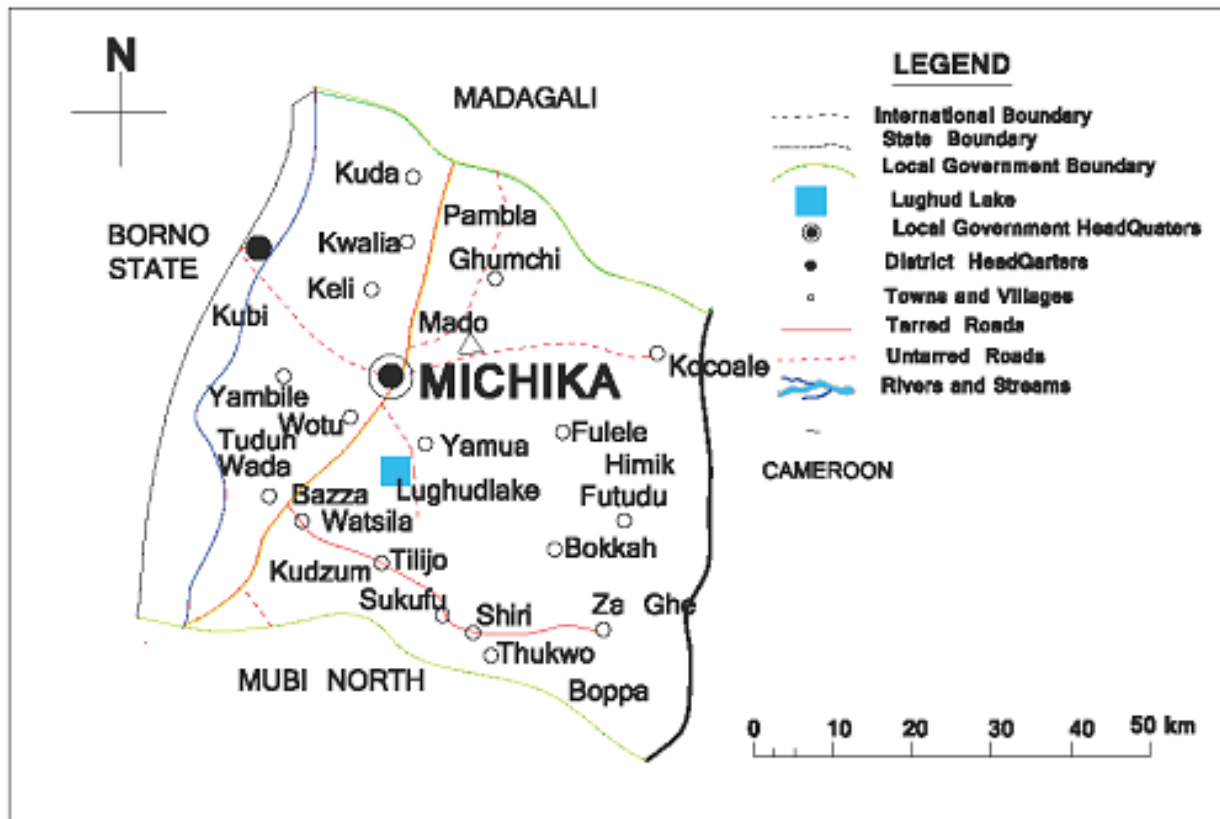 N
MADAGALI
Kuda
Pambla
BORNO
STATE
Kwalia
Ghumchi
Keli
Kubi
Mado
Kocoale
MICHIKA
Yambile
Wotu
Tuduh
Wada
Yamua
Fulele
Himik
Lughudlake
Futudu
Bazza
Watsila
Bokkah
Kudzum
Tilijo
Sukufu
Shiri
Za Ghe
Thukwo
MUBI NORTH
Boppa
LEGEND
International Boundary
State Boundary
Local Government Boundary
Lughud Lake
Local Government HeadQuaters
District HeadQarters
Towns and Villages
Tarred Roads
Untarred Roads
Rivers and Streams
CAMEROON
0 10 20 30 40 50 km